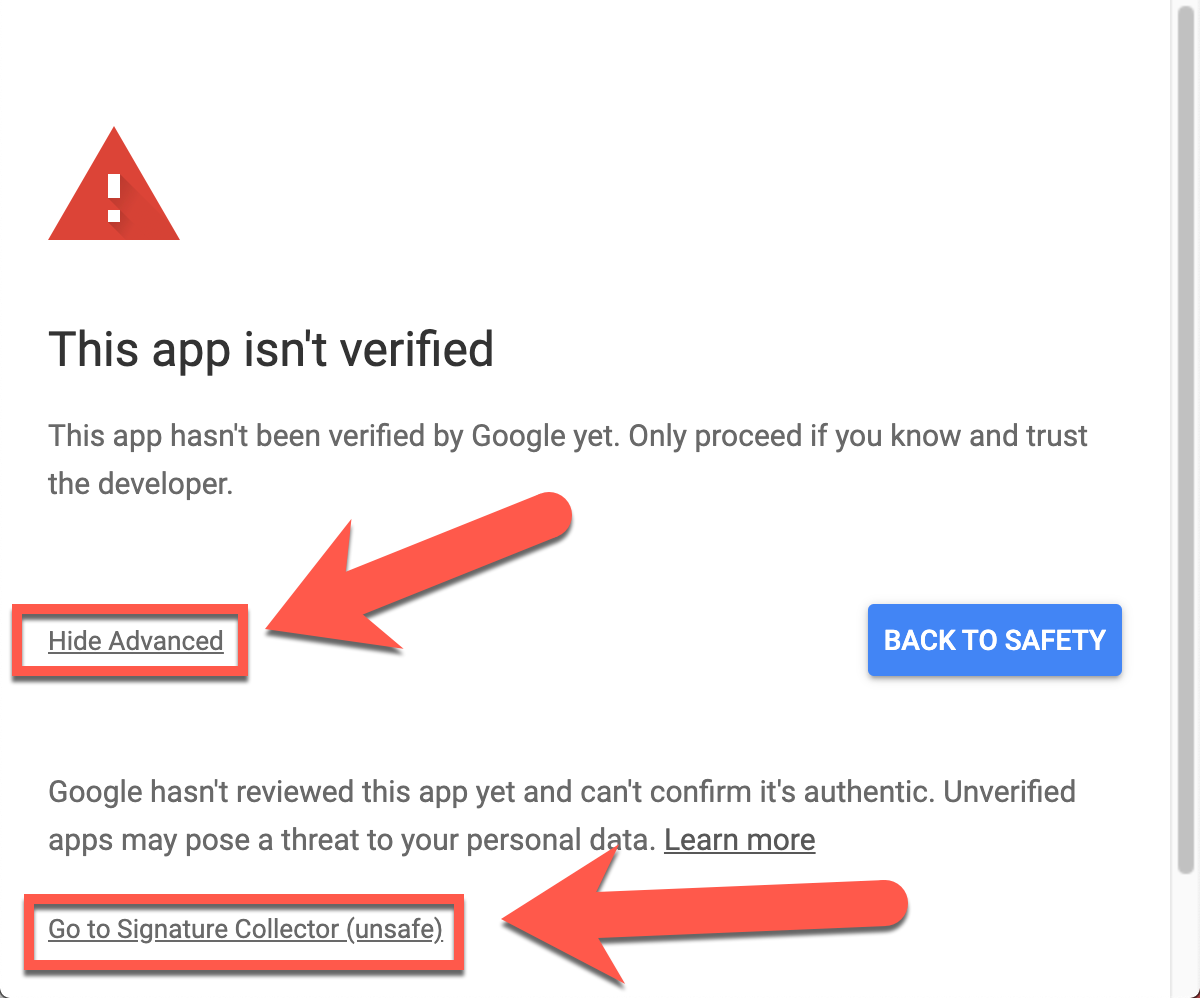 This app isn't verified
This app hasn't been verified by Google yet. Only proceed if you know and trust
the developer.
Hide Advanced
BACK TO SAFETY
Google hasn't reviewed this app yet and can't confirm it's authentic. Unverified
apps may pose a threat to your personal data. Learn more
Go to Signature Collector (unsafe)